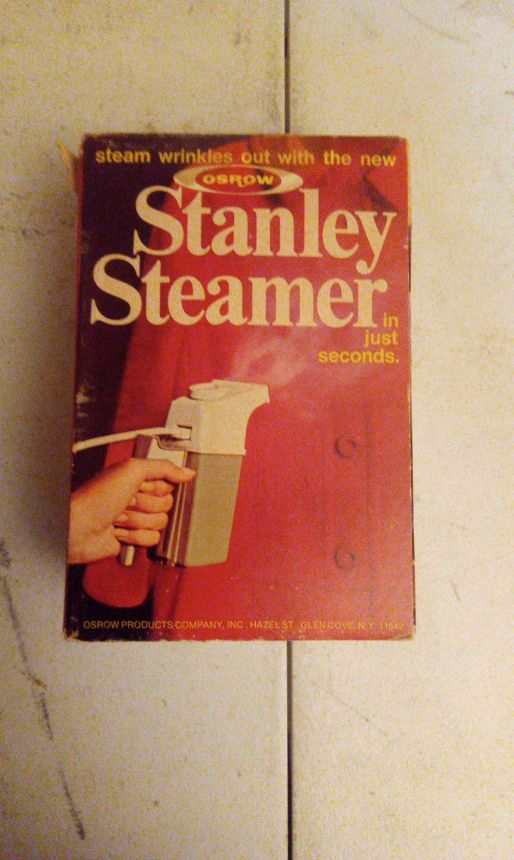 steam wrinkles out with the new
OSROW
Stanley
Steamer
in
just
seconds.
OSROW PRODUCTS COMPANY, INC. HAZEL ST., GLEN COVE, N.Y. 11542